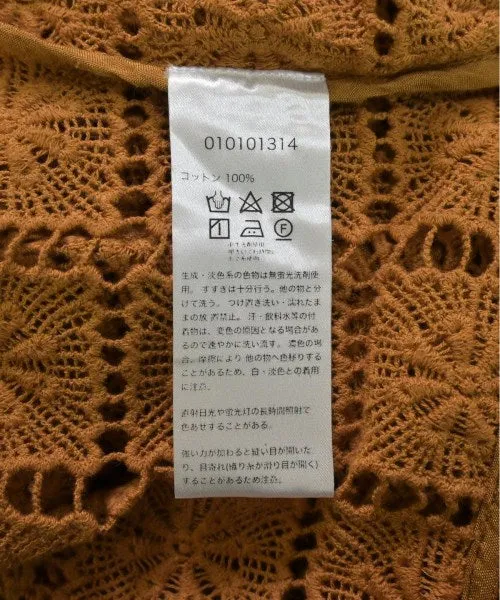 010101314
コットン 100%
生成・淡色系の色物は無蛍光洗剤使
用。すすぎは十分行う。他の物と分
けて洗う。つけ置き洗い・濡れたま
まの放 置禁止。汗・飲料水等の付
着物は、変色の原因となる場合があ
るので速やかに洗い流す。濃色の場
合、摩擦により 他の物へ色移りする
ことがあるため、白・淡色との着用
に注意。
直射日光や蛍光灯の長時間照射で
色あせすることがある。
強い力が加わると縫い目が開いた
り、目寄れ(織り糸が滑り目が開く)
することがあるため注意。